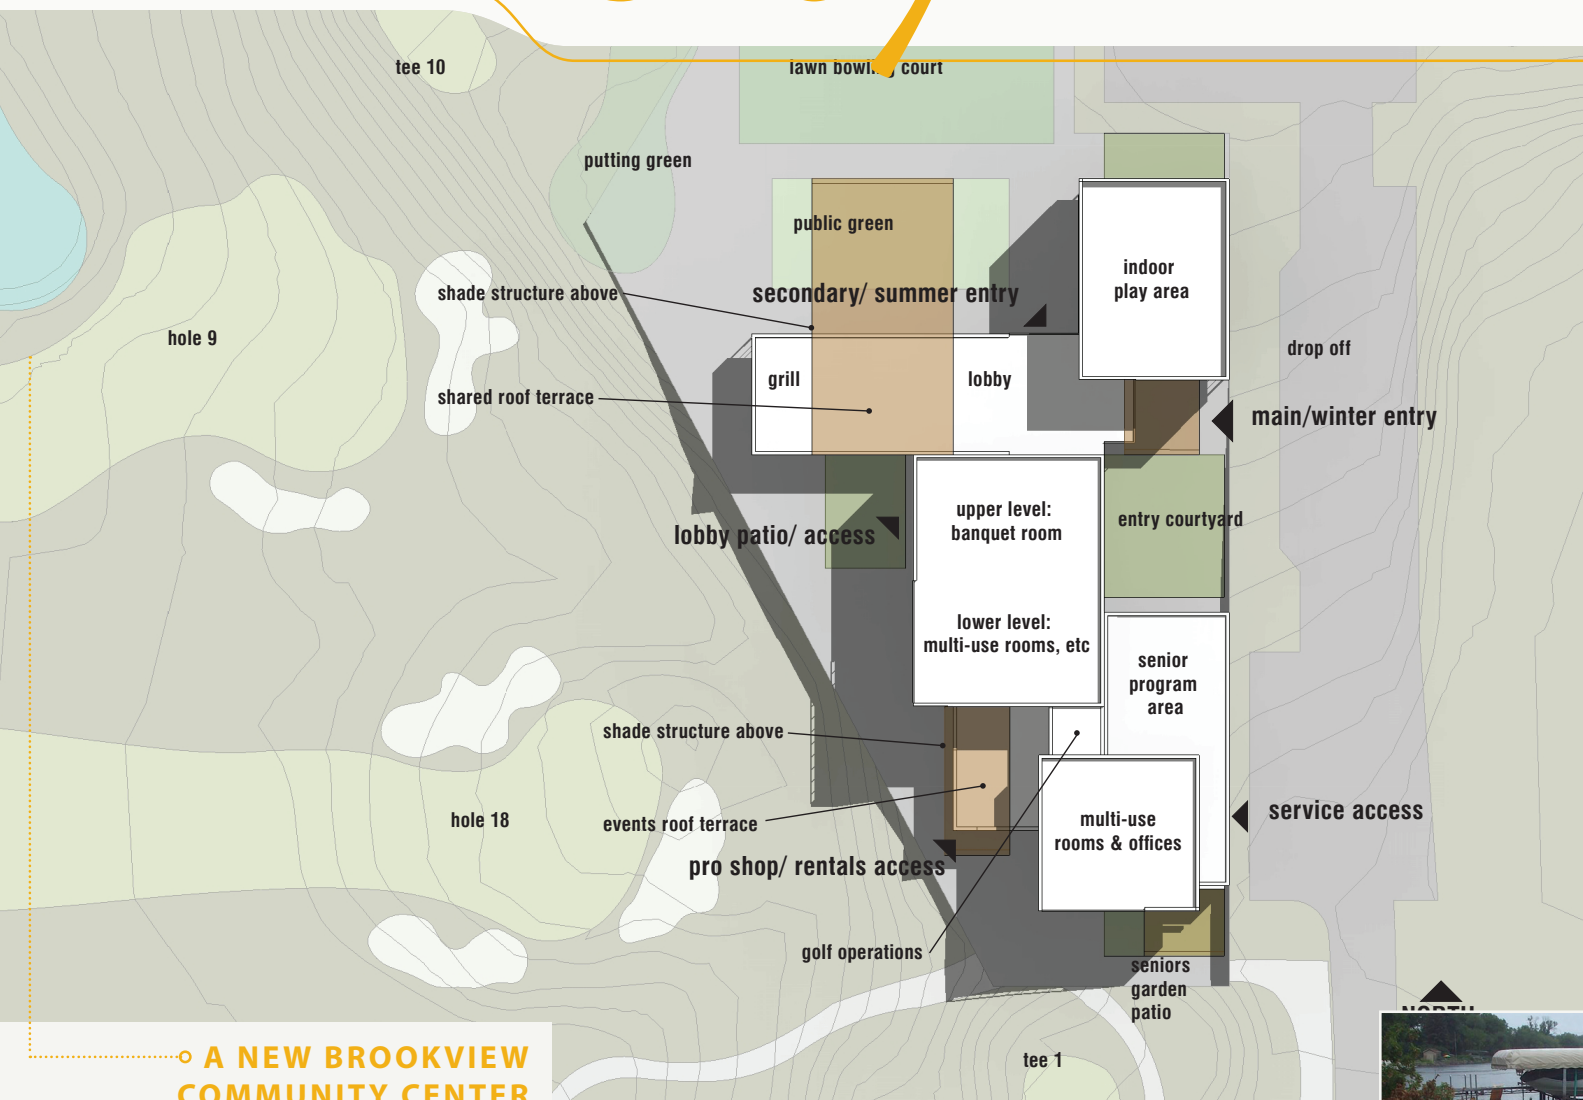 tee 10
lawn bowling court
putting green
public green
indoor
play area
shade structure above
secondary/ summer entry
hole 9
drop off
grill
lobby
shared roof terrace
main/winter entry
upper level:
banquet room
entry courtyard
lobby patio/ access
lower level:
multi-use rooms, etc
senior
program
area
shade structure above
service access
hole 18
events roof terrace
multi-use
rooms & offices
pro shop/ rentals access
golf operations
seniors
garden
patio
NORTH
tee 1
A NEW BROOKVIEW
COMMUNITY CENTER